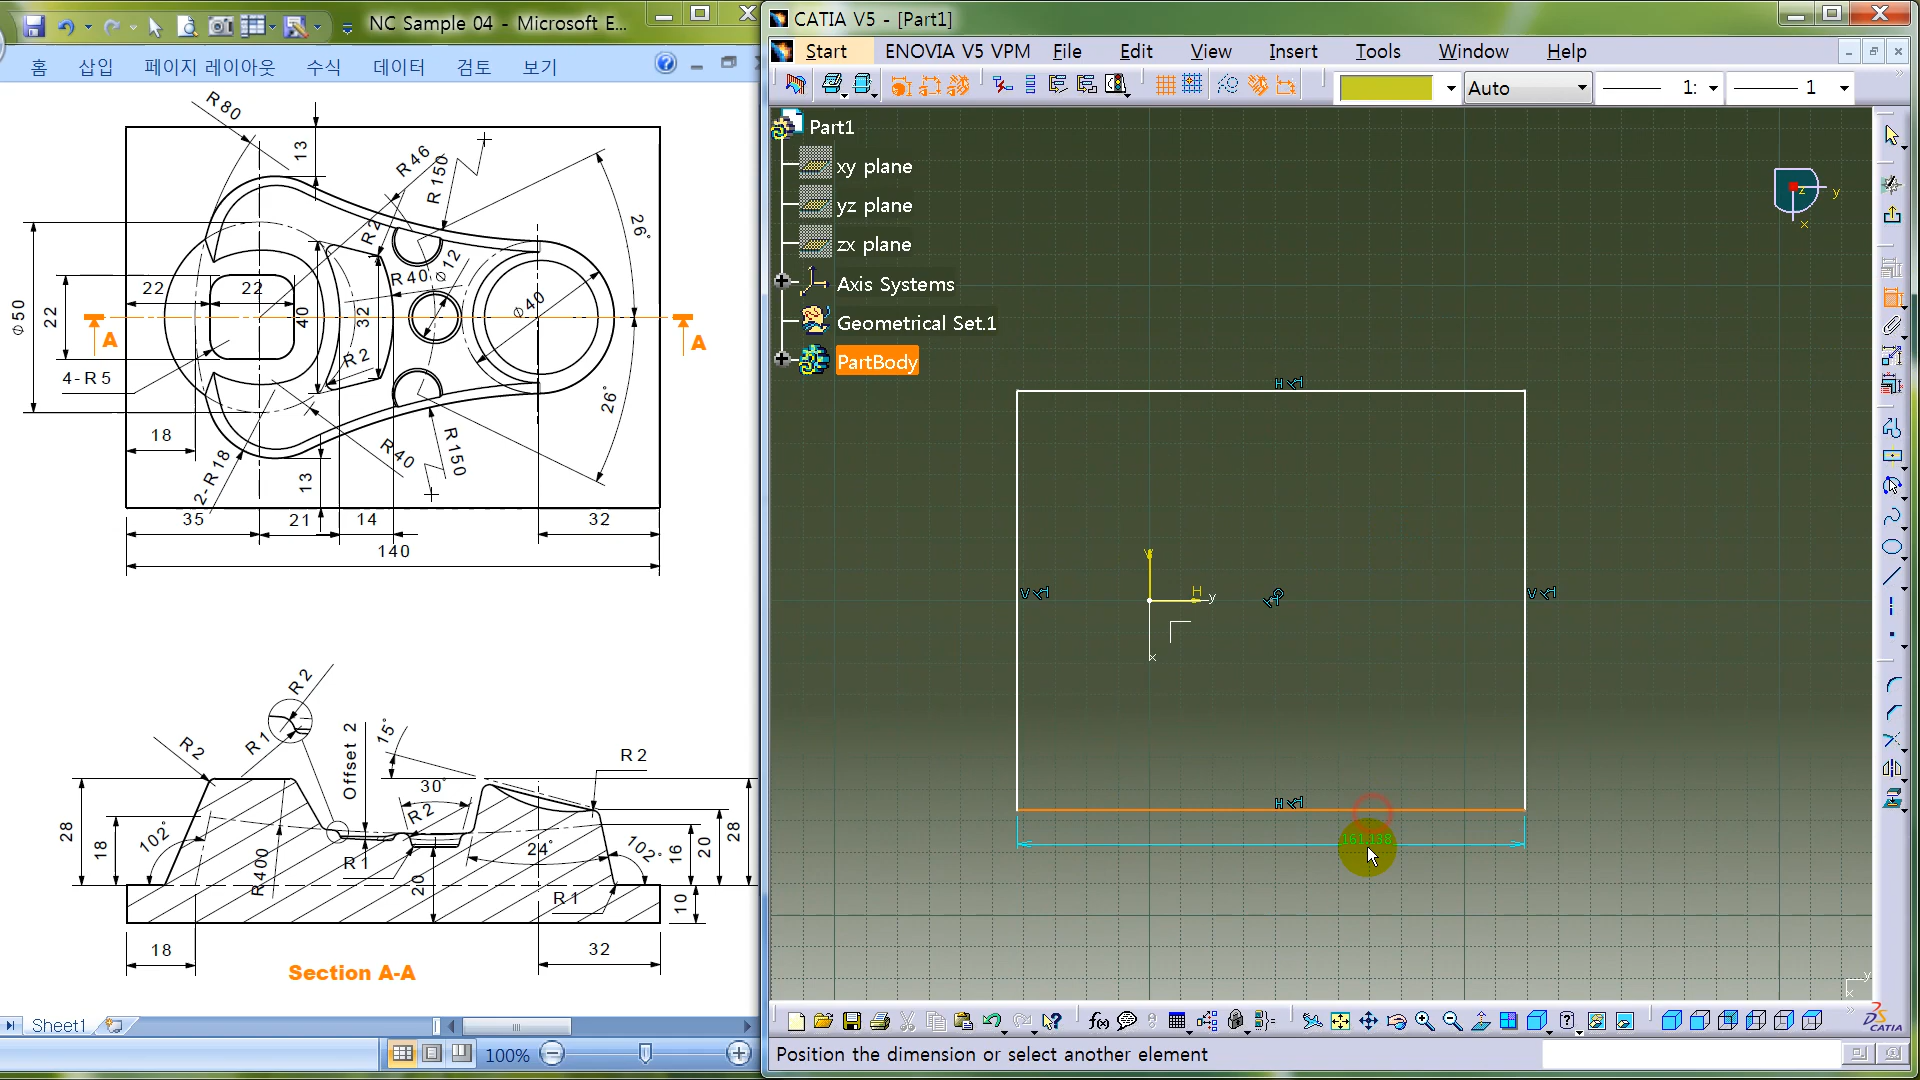 NC Sample 04 - Microsoft E...
홈 삽입 페이지 레이아웃 수식 데이터 검토 보기
R80
13
R46
R150
R2
26°
22
22
Ø50
22
40
32
R40
Ø12
Ø40
A
A
R2
4-R5
26°
18
2-R18
13
R40
R150
35
21
14
32
140
R2
R2
R1
Offset 2
15°
R2
30°
R2
28
18
102°
R400
R1
20
24°
102°
16
20
28
R1
10
18
32
Section A-A
Sheet1
100%
CATIA V5 - [Part1]
Start ENOVIA V5 VPM File Edit View Insert Tools Window Help
Auto
1:
1
Part1
xy plane
yz plane
zx plane
Axis Systems
Geometrical Set.1
PartBody
z
y
x
H
V
V
V
H
y
x
H
161.138
y
x
CATIA
Position the dimension or select another element